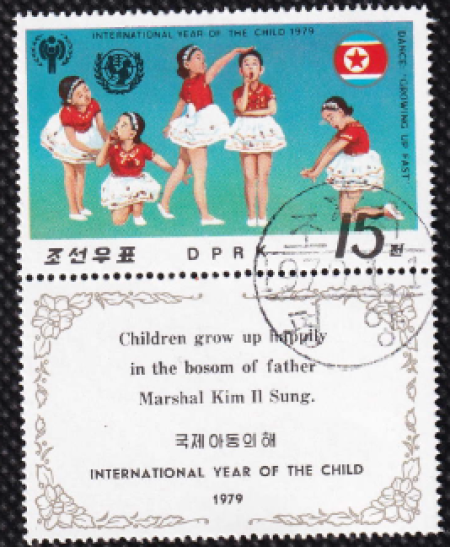 INTERNATIONAL YEAR OF THE CHILD 1979
DANCE: "GROWING UP FAST"
조선우표 DPRK 15 전
Children grow up happily
in the bosom of father
Marshal Kim Il Sung.
국제아동의해
INTERNATIONAL YEAR OF THE CHILD
1979